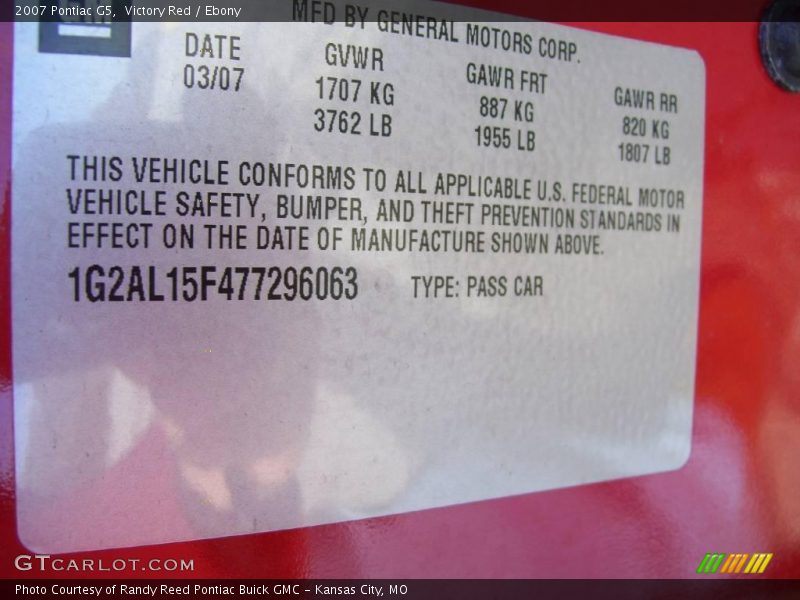 2007 Pontiac G5, Victory Red / Ebony
MFD BY GENERAL MOTORS CORP.
DATE GVWR GAWR FRT GAWR RR
03/07 1707 KG 887 KG 820 KG
3762 LB 1955 LB 1807 LB
THIS VEHICLE CONFORMS TO ALL APPLICABLE U.S. FEDERAL MOTOR
VEHICLE SAFETY, BUMPER, AND THEFT PREVENTION STANDARDS IN
EFFECT ON THE DATE OF MANUFACTURE SHOWN ABOVE.
1G2AL15F477296063 TYPE: PASS CAR
GTCARLOT.COM
Photo Courtesy of Randy Reed Pontiac Buick GMC - Kansas City, MO